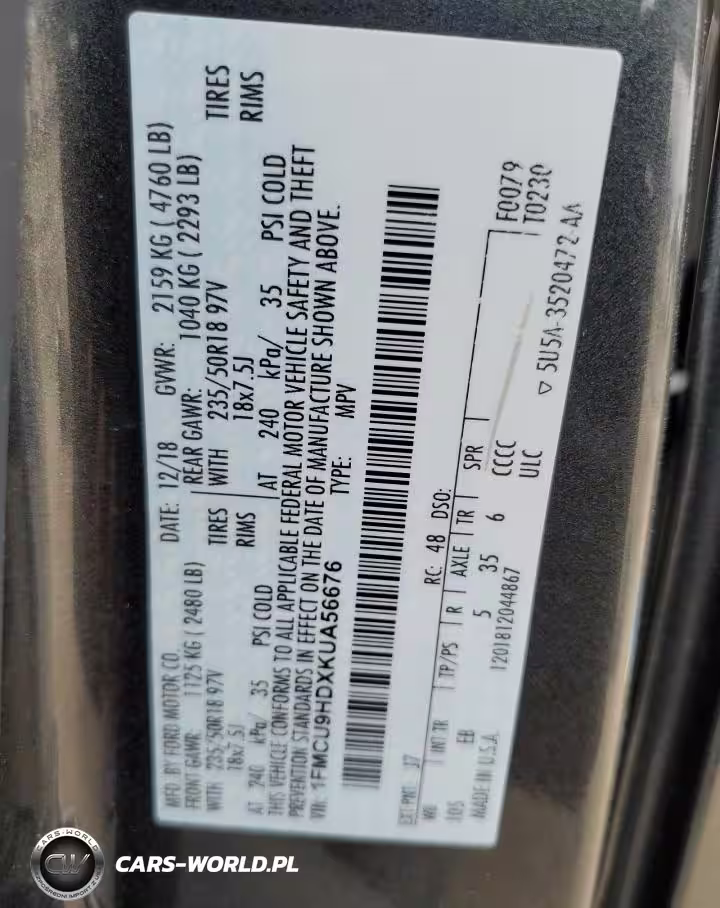 MFD. BY FORD MOTOR CO.
DATE: 12/18 GVWR: 2159 KG ( 4760 LB)
FRONT GAWR: 1125 KG ( 2480 LB)
REAR GAWR: 1040 KG ( 2293 LB)
WITH 235/50R18 97V TIRES
WITH 235/50R18 97V TIRES
18x7.5J RIMS
18x7.5J RIMS
AT 240 kPa/ 35 PSI COLD
AT 240 kPa/ 35 PSI COLD
THIS VEHICLE CONFORMS TO ALL APPLICABLE FEDERAL MOTOR VEHICLE SAFETY AND THEFT
PREVENTION STANDARDS IN EFFECT ON THE DATE OF MANUFACTURE SHOWN ABOVE.
VIN: 1FMCU9HDXKUA56676
TYPE: MPV
EXT PNT: J7 RC: 48 DSO:
WB INT TR TP/PS R AXLE TR SPR
105 EB 5 35 6 CCCC
F0079
T0230
MADE IN U.S.A. 1201812044867 ULC
▽ 5U5A-3520472-AA
CARS-WORLD
CW
CARS-WORLD.PL